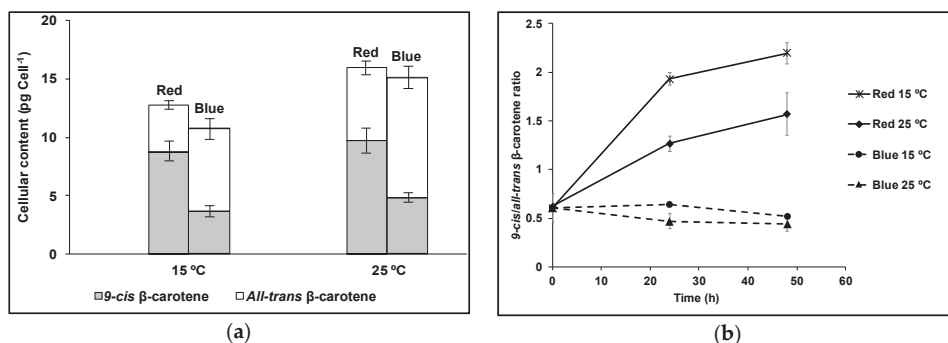 20
15
10
5
0
Cellular content (pg Cell⁻¹)
Red
Blue
Red
Blue
15 ºC
25 ºC
9-cis β-carotene
All-trans β-carotene
(a)
2.5
2
1.5
1
0.5
0
9-cis/all-trans β-carotene ratio
0 10 20 30 40 50 60
Time (h)
Red 15 ºC
Red 25 ºC
Blue 15 ºC
Blue 25 ºC
(b)